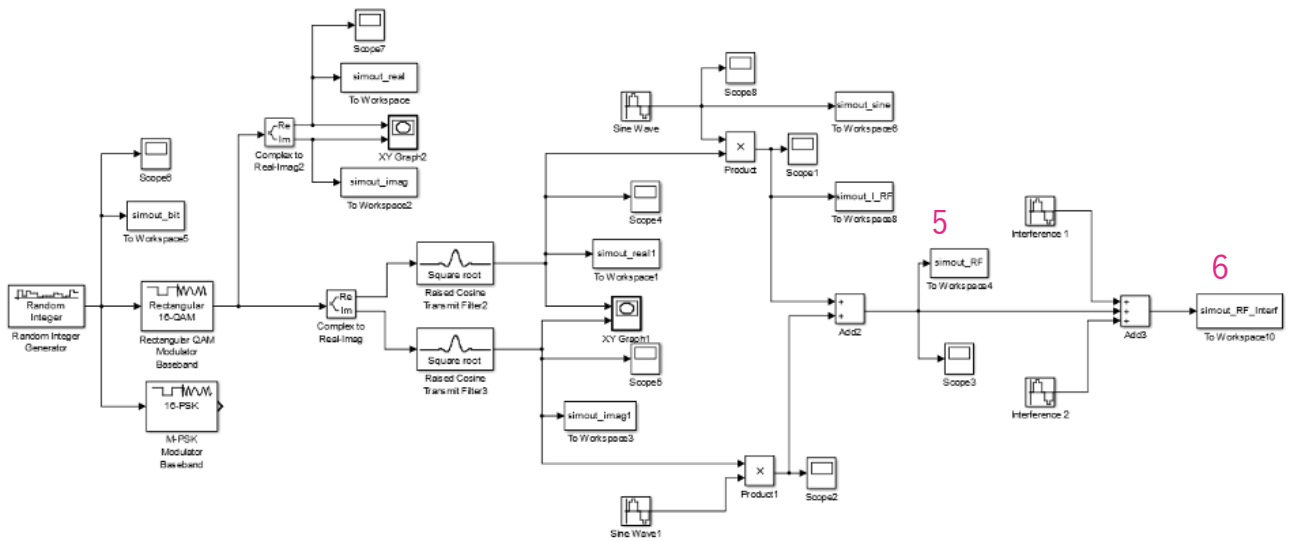 Scope7
simout_real
To Workspace
Re
Im
Complex to
Real-Imag2
XY Graph2
simout_imag
To Workspace2
Scope6
simout_bit
To Workspace5
Random
Integer
Random Integer
Generator
Rectangular
16-QAM
Rectangular QAM
Modulator
Baseband
16-PSK
M-PSK
Modulator
Baseband
Re
Im
Complex to
Real-Imag
Square root
Raised Cosine
Transmit Filter2
Square root
Raised Cosine
Transmit Filter3
Scope4
simout_real1
To Workspace1
XY Graph1
Scope5
simout_imag1
To Workspace3
Sine Wave
Scope8
simout_sine
To Workspace6
×
Product
Scope1
simout_I_RF
To Workspace8
×
Product1
Scope2
Sine Wave1
+
+
Add2
5
simout_RF
To Workspace4
Scope3
Interference 1
Interference 2
+
+
+
Add3
6
simout_RF_Interf
To Workspace10